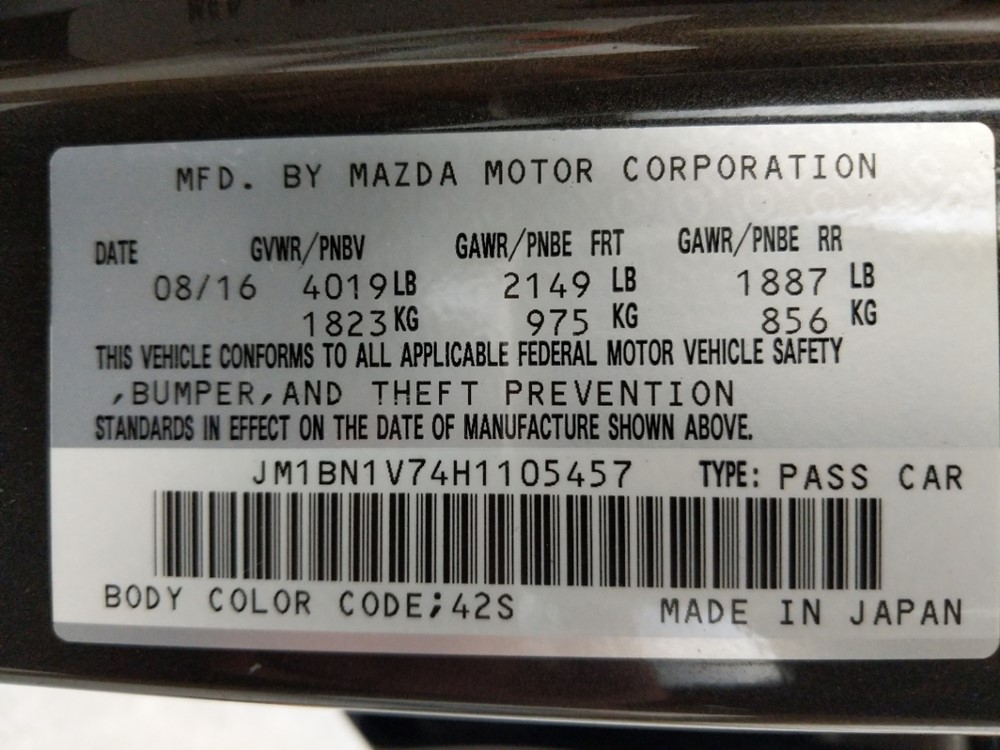 MFD. BY MAZDA MOTOR CORPORATION
DATE GVWR/PNBV GAWR/PNBE FRT GAWR/PNBE RR
08/16 4019 LB 2149 LB 1887 LB
1823 KG 975 KG 856 KG
THIS VEHICLE CONFORMS TO ALL APPLICABLE FEDERAL MOTOR VEHICLE SAFETY
,BUMPER,AND THEFT PREVENTION
STANDARDS IN EFFECT ON THE DATE OF MANUFACTURE SHOWN ABOVE.
JM1BN1V74H1105457 TYPE: PASS CAR
BODY COLOR CODE;42S MADE IN JAPAN